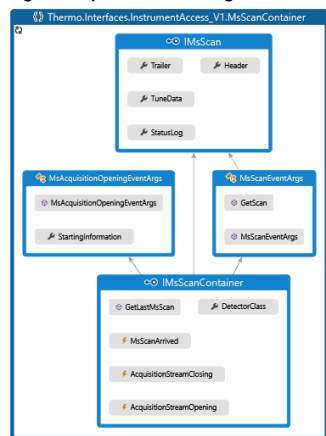 {} Thermo.Interfaces.InstrumentAccess_V1.MsScanContainer
IMsScan
Trailer
Header
TuneData
StatusLog
MsAcquisitionOpeningEventArgs
MsAcquisitionOpeningEventArgs
StartingInformation
MsScanEventArgs
GetScan
MsScanEventArgs
IMsScanContainer
GetLastMsScan
DetectorClass
MsScanArrived
AcquisitionStreamClosing
AcquisitionStreamOpening